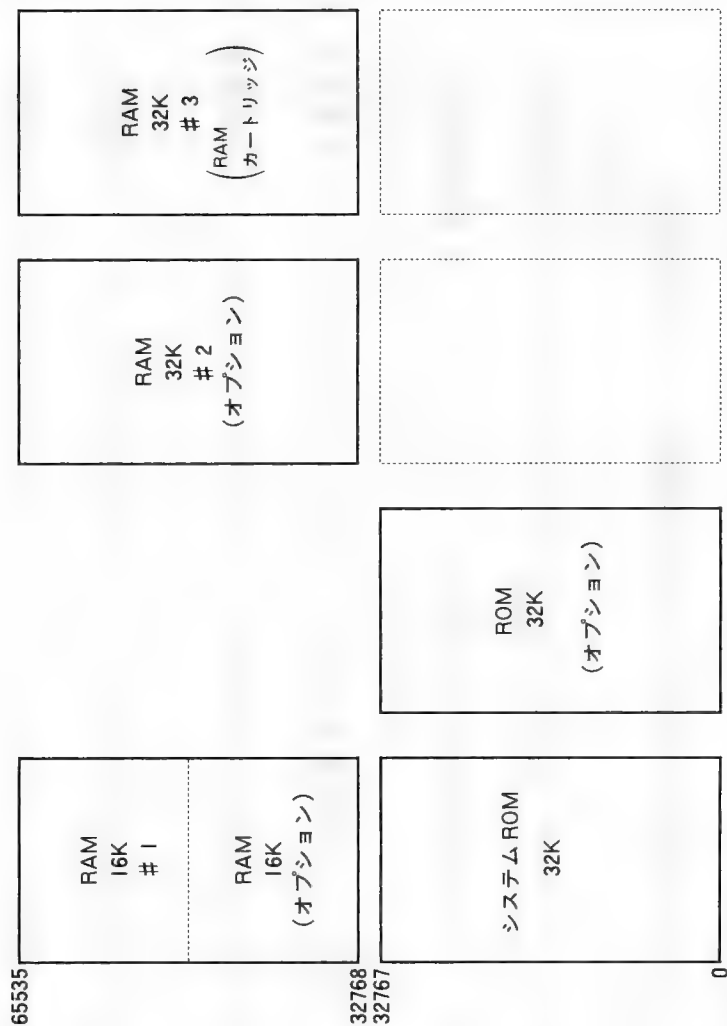 65535
RAM
16K
# 1
RAM
16K
(オプション)
32768
32767
システムROM
32K
0
ROM
32K
(オプション)
RAM
32K
# 2
(オプション)
RAM
32K
# 3
(RAM
カートリッジ)